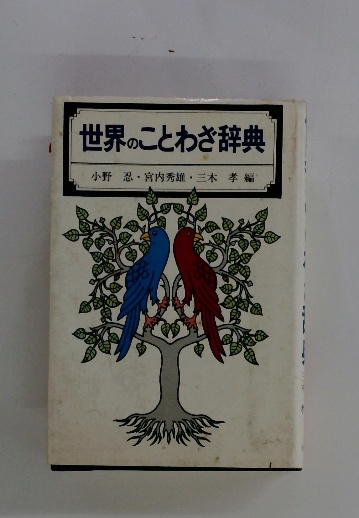 世界のことわざ辞典
小野 忍・宮内秀雄・三木 孝 編